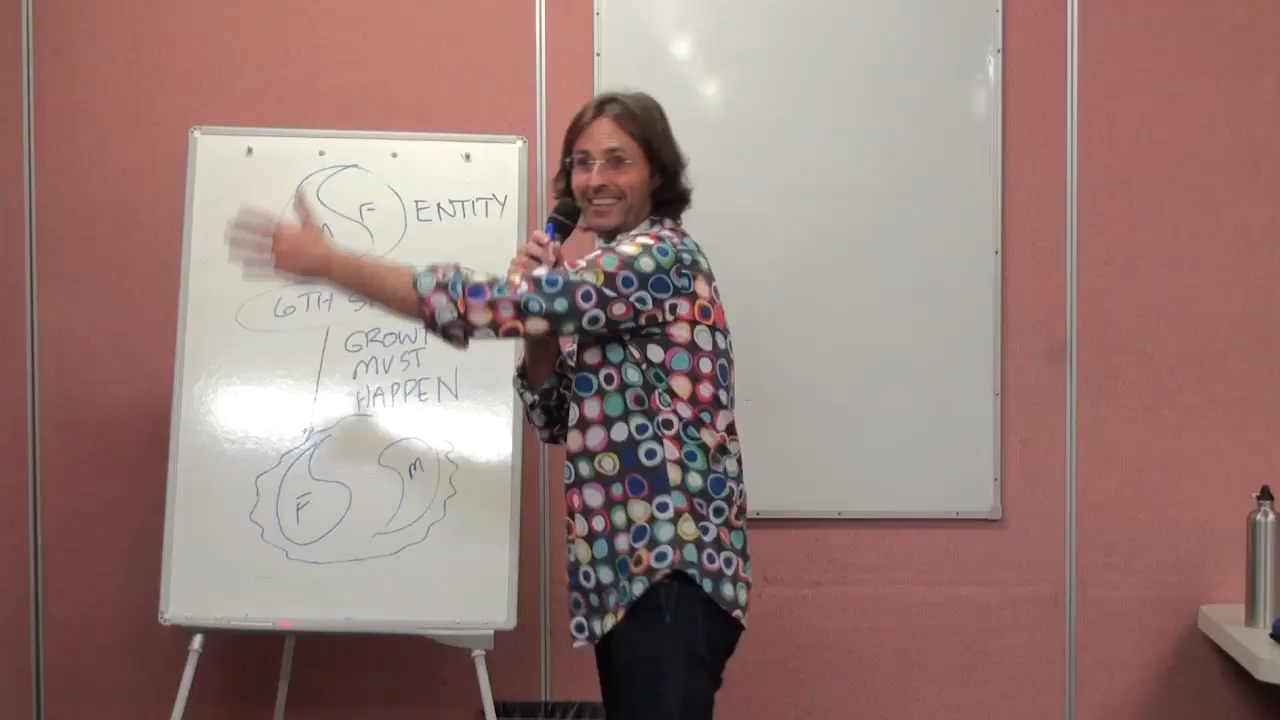 F ENTITY
6TH
GROWT
MUST
HAPPEN
F M